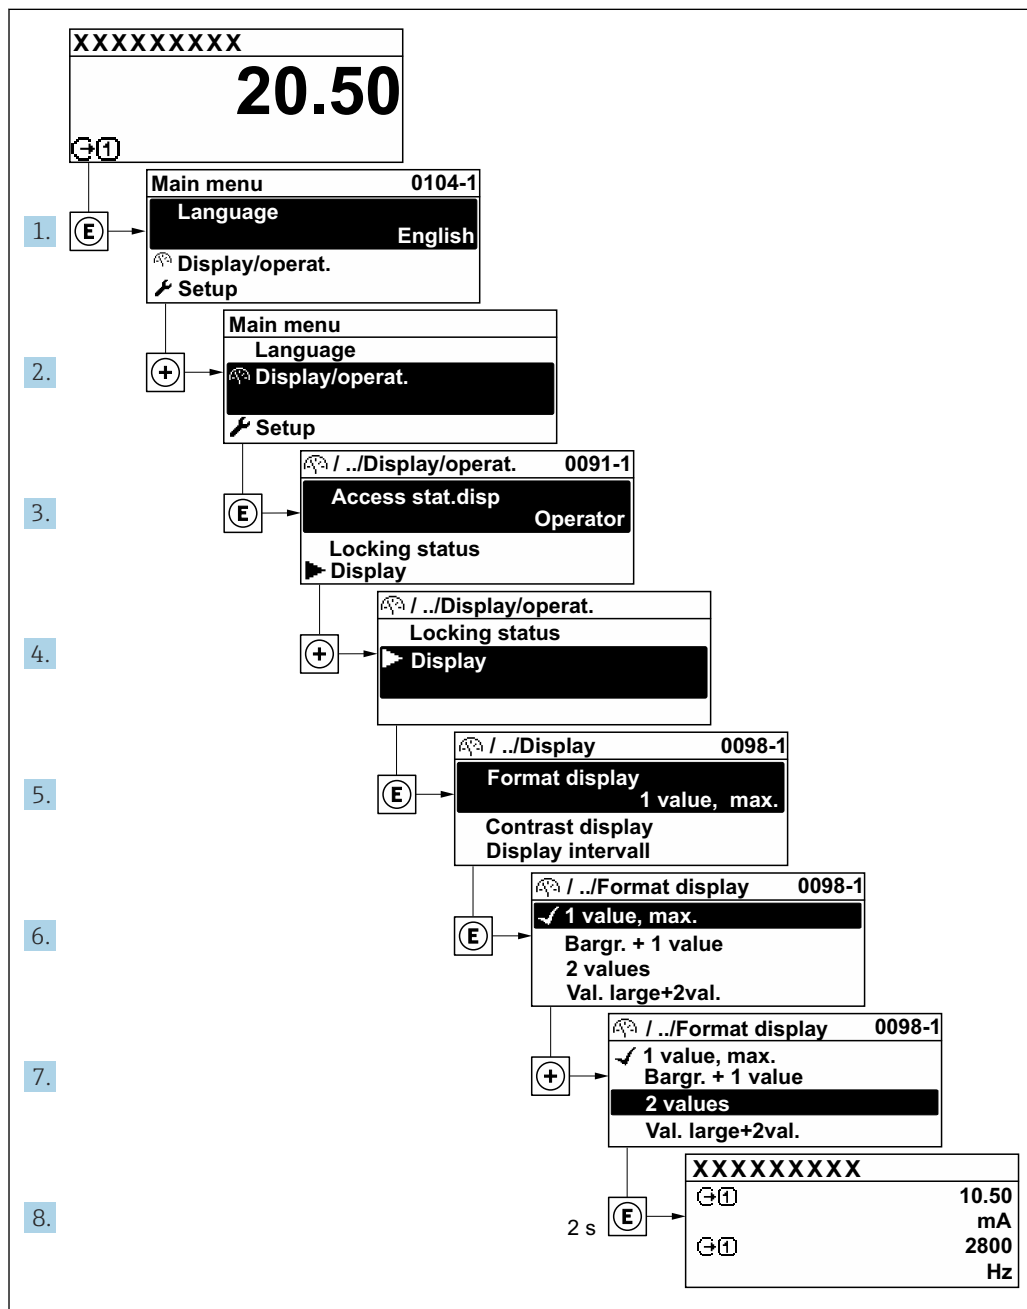 XXXXXXXXX
20.50
1
Main menu 0104-1
1. E Language
English
Display/operat.
Setup
Main menu
Language
2. + Display/operat.
Setup
/ ../Display/operat. 0091-1
Access stat.disp
3. E Operator
Locking status
Display
/ ../Display/operat.
Locking status
4. + Display
/ ../Display 0098-1
Format display
5. E 1 value, max.
Contrast display
Display intervall
/ ../Format display 0098-1
1 value, max.
6. E Bargr. + 1 value
2 values
Val. large+2val.
/ ../Format display 0098-1
1 value, max.
7. + Bargr. + 1 value
2 values
Val. large+2val.
XXXXXXXXX
1 10.50
8. 2 s E mA
1 2800
Hz